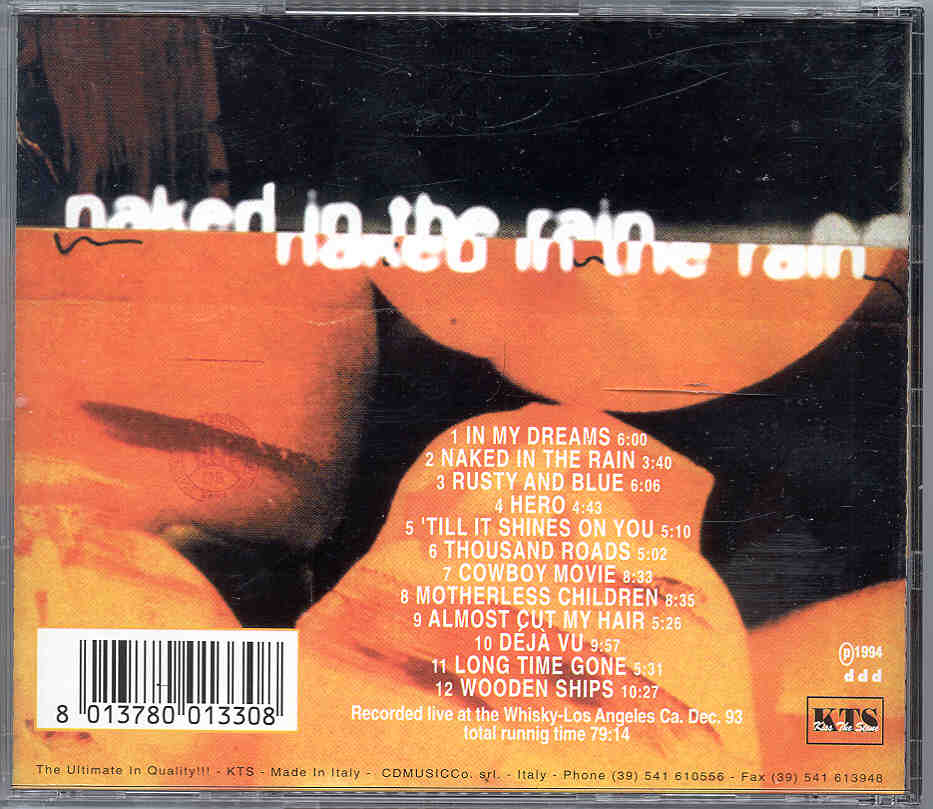 naked in the rain
naked in the rain
1 IN MY DREAMS 6:00
2 NAKED IN THE RAIN 3:40
3 RUSTY AND BLUE 6:06
4 HERO 4:43
5 'TILL IT SHINES ON YOU 5:10
6 THOUSAND ROADS 5:02
7 COWBOY MOVIE 8:33
8 MOTHERLESS CHILDREN 8:35
9 ALMOST CUT MY HAIR 5:26
10 DÉJÀ VU 9:57
11 LONG TIME GONE 5:31
12 WOODEN SHIPS 10:27
Recorded live at the Whisky-Los Angeles Ca. Dec. 93
total runnig time 79:14
℗1994
ddd
KTS
Kiss The Stone
8 013780 013308
The Ultimate In Quality!!! - KTS - Made In Italy - CDMUSICCo. srl. - Italy - Phone (39) 541 610556 - Fax (39) 541 613948